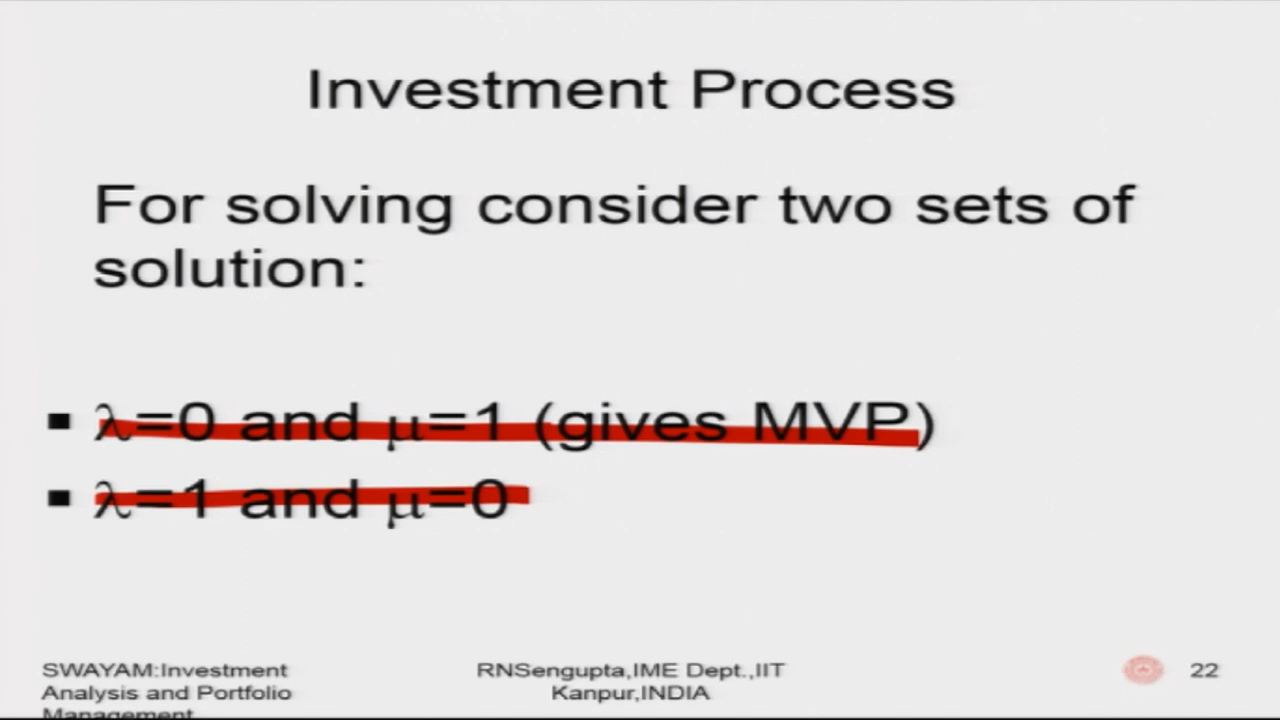 Investment Process
For solving consider two sets of
solution:
▪ λ=0 and μ=1 (gives MVP)
▪ λ=1 and μ=0
SWAYAM:Investment
Analysis and Portfolio
Management
RNSengupta,IME Dept.,IIT
Kanpur,INDIA
22